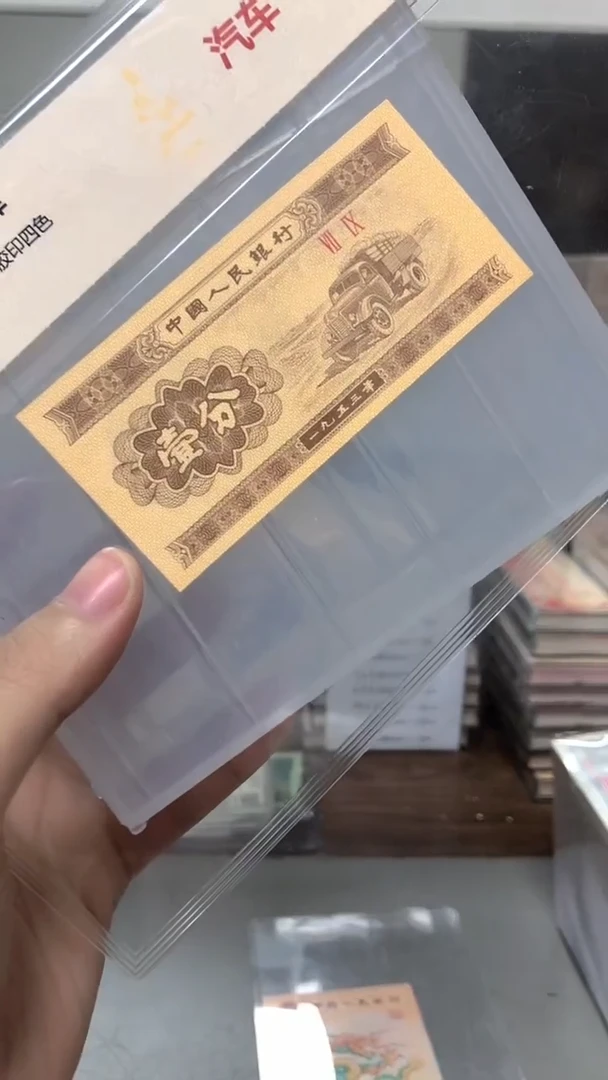 汽车
胶印四色
中國人民銀行
VII IX
壹分
一九五三年